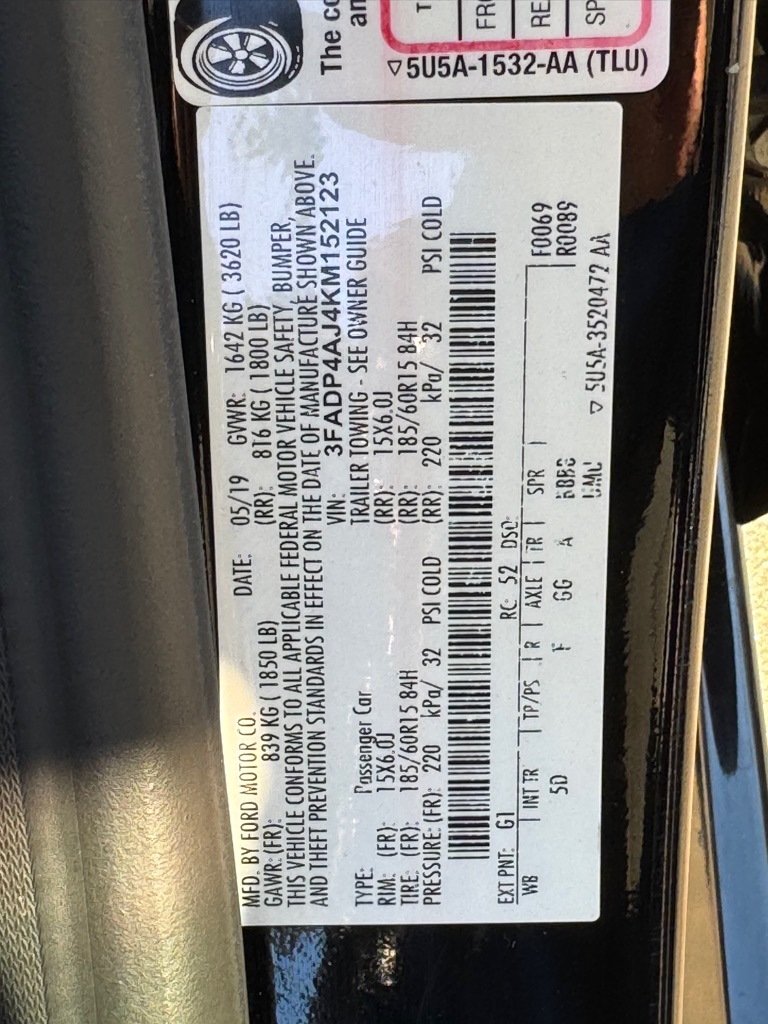 The co
an
T
FR
RE
SP
▽5U5A-1532-AA (TLU)
MFD. BY FORD MOTOR CO. DATE: 05/19 GVWR: 1642 KG ( 3620 LB)
GAWR: (FR): 839 KG ( 1850 LB) (RR): 816 KG ( 1800 LB)
THIS VEHICLE CONFORMS TO ALL APPLICABLE FEDERAL MOTOR VEHICLE SAFETY, BUMPER,
AND THEFT PREVENTION STANDARDS IN EFFECT ON THE DATE OF MANUFACTURE SHOWN ABOVE.
VIN: 3FADP4AJ4KM152123
TYPE: Passenger Car TRAILER TOWING - SEE OWNER GUIDE
RIM: (FR): 15X6.0J (RR): 15X6.0J
TIRE: (FR): 185/60R15 84H (RR): 185/60R15 84H
PRESSURE: (FR): 220 kPa/ 32 PSI COLD (RR): 220 kPa/ 32 PSI COLD
EXT PNT: G1 RC: 52 DSO: F0069
WB INT TR TP/PS R AXLE TR SPR R0089
5D F GG A
▽ 5U5A-3520472 AA